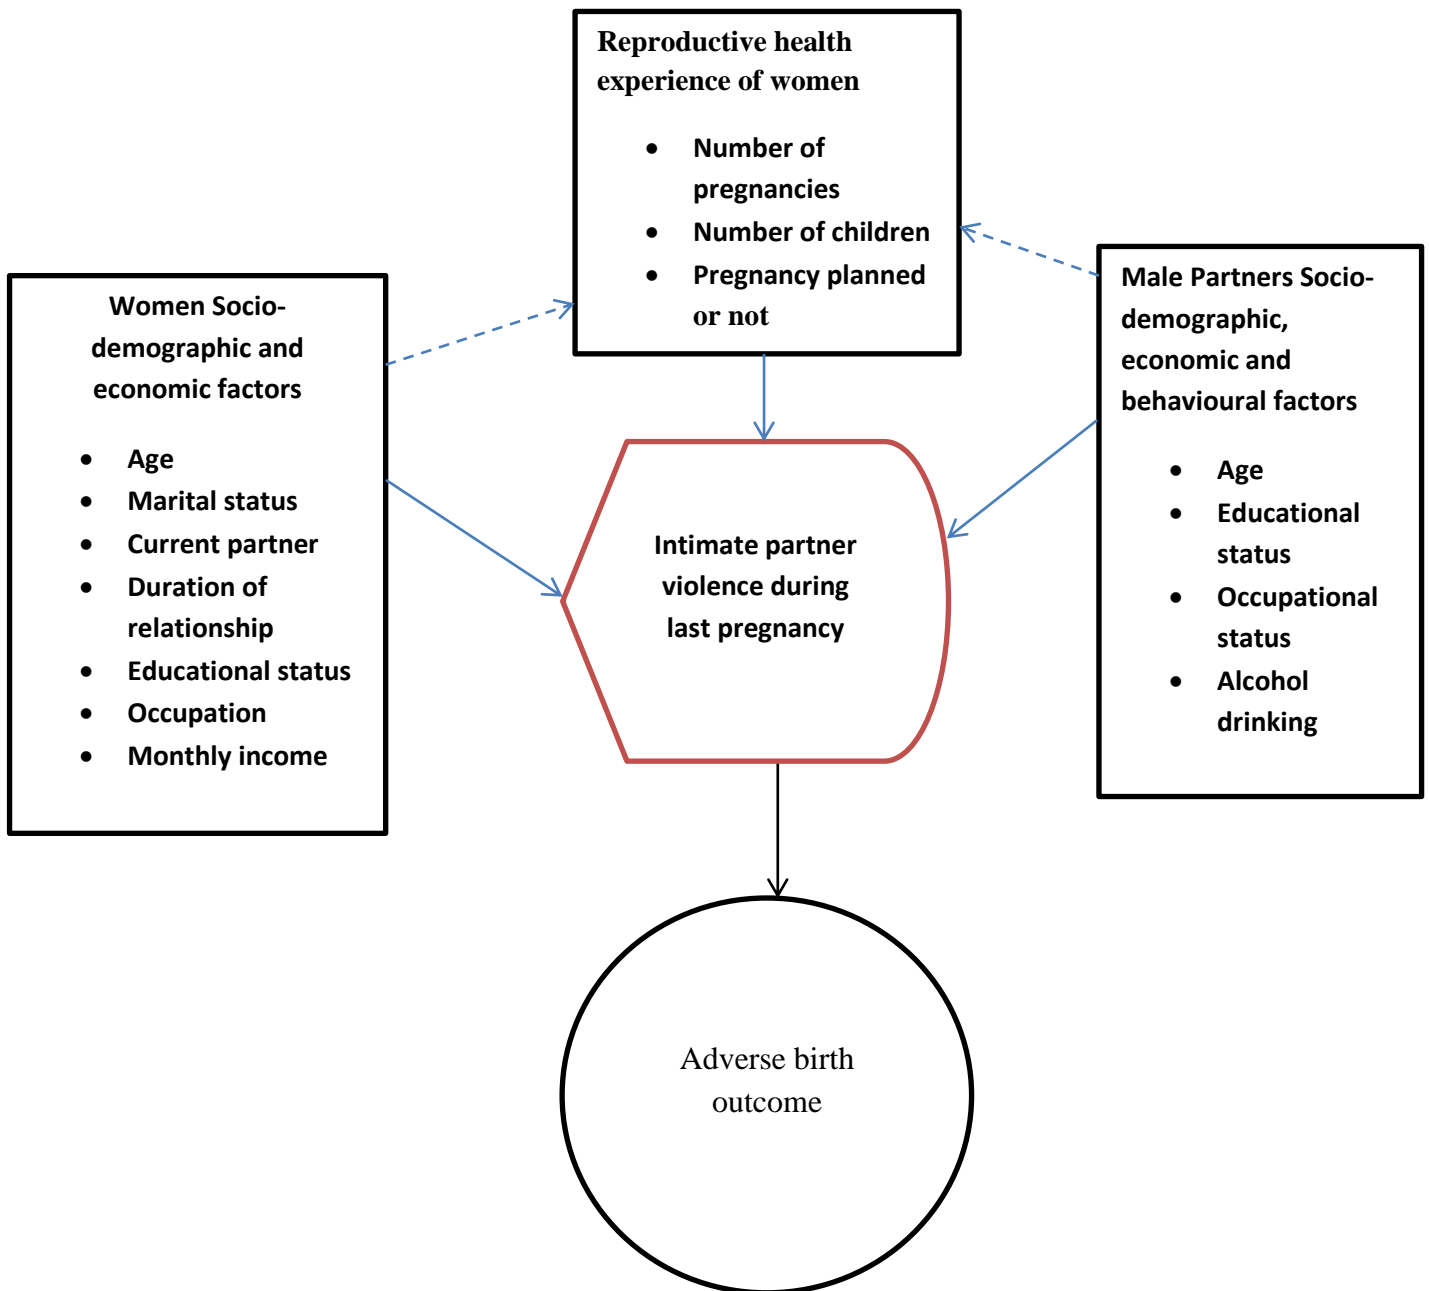 Reproductive health
experience of women
• Number of
pregnancies
• Number of children
• Pregnancy planned
or not
Women Socio-
demographic and
economic factors
• Age
• Marital status
• Current partner
• Duration of
relationship
• Educational status
• Occupation
• Monthly income
Male Partners Socio-
demographic,
economic and
behavioural factors
• Age
• Educational
status
• Occupational
status
• Alcohol
drinking
Intimate partner
violence during
last pregnancy
Adverse birth
outcome